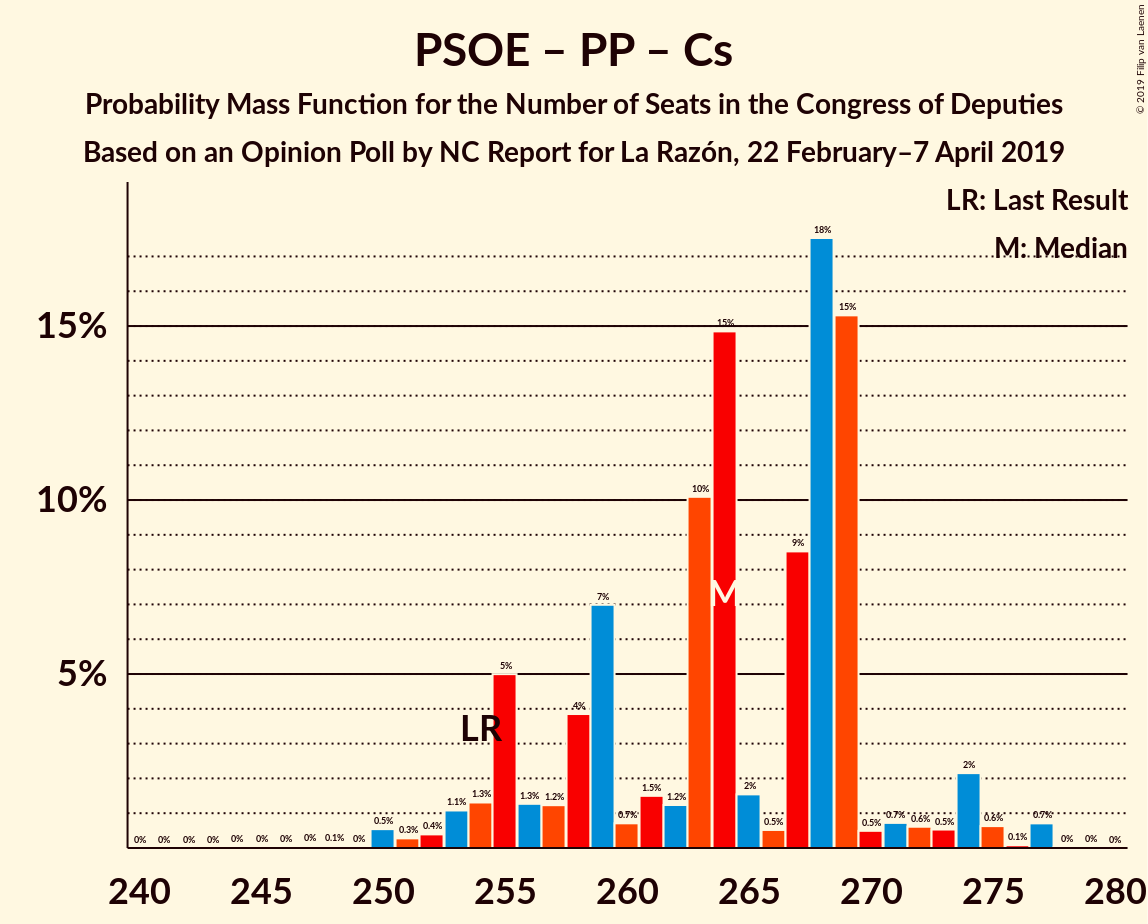 PSOE – PP – Cs
Probability Mass Function for the Number of Seats in the Congress of Deputies
Based on an Opinion Poll by NC Report for La Razón, 22 February–7 April 2019
© 2019 Filip van Laenen
LR: Last Result
M: Median
15%
10%
5%
0% 0% 0% 0% 0% 0% 0% 0% 0.1% 0% 0.5% 0.3% 0.4% 1.1% 1.3% 5% 1.3% 1.2% 4% 7% 0.7% 1.5% 1.2% 10% 15% 2% 0.5% 9% 18% 15% 0.5% 0.7% 0.6% 0.5% 2% 0.6% 0.1% 0.7% 0% 0% 0%
LR
M
240 245 250 255 260 265 270 275 280